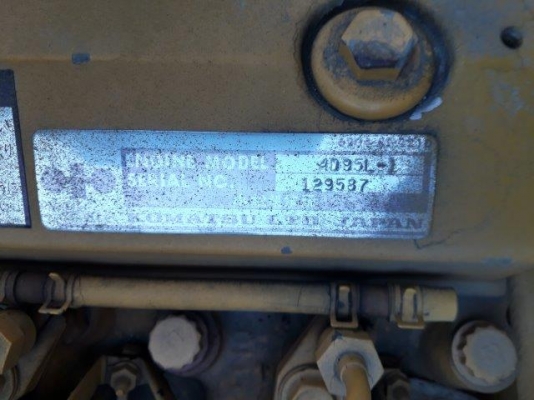 ENGINE MODEL 4D95L-1
SERIAL NO. 129587
KOMATSU LTD JAPAN